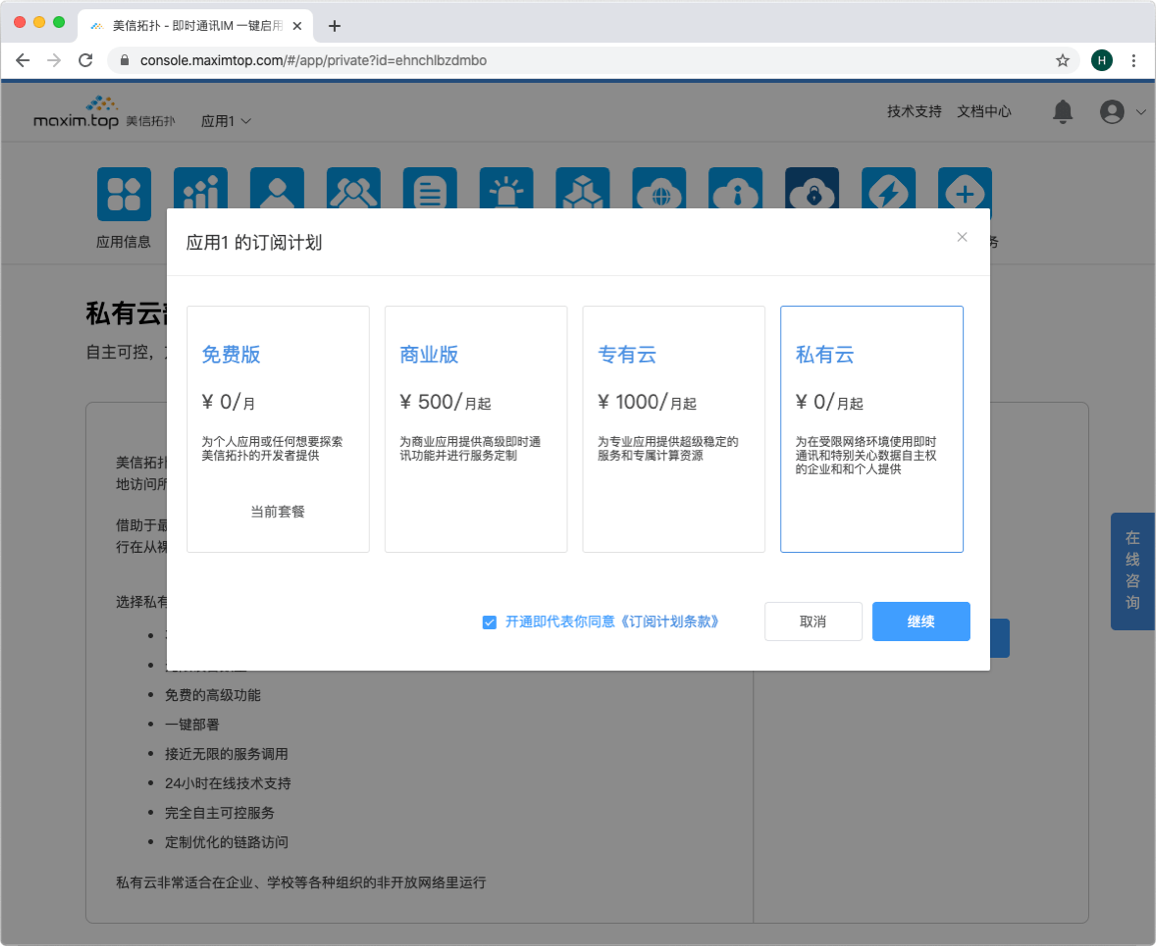 美信拓扑 - 即时通讯IM 一键启用
console.maximtop.com/#/app/private?id=ehnchlbzdmbo
H
maxim.top 美信拓扑
应用1
技术支持 文档中心
应用信息
务
应用1 的订阅计划
私有云
自主可控，
免费版
¥ 0/月
为个人应用或任何想要探索
美信拓扑的开发者提供
当前套餐
商业版
¥ 500/月起
为商业应用提供高级即时通
讯功能并进行服务定制
专有云
¥ 1000/月起
为专业应用提供超级稳定的
服务和专属计算资源
私有云
¥ 0/月起
为在受限网络环境使用即时
通讯和特别关心数据自主权
的企业和和个人提供
美信拓扑
地访问所
借助于最
行在从裸
选择私有
开通即代表你同意《订阅计划条款》
取消
继续
在线咨询
免费的高级功能
一键部署
接近无限的服务调用
24小时在线技术支持
完全自主可控服务
定制优化的链路访问
私有云非常适合在企业、学校等各种组织的非开放网络里运行